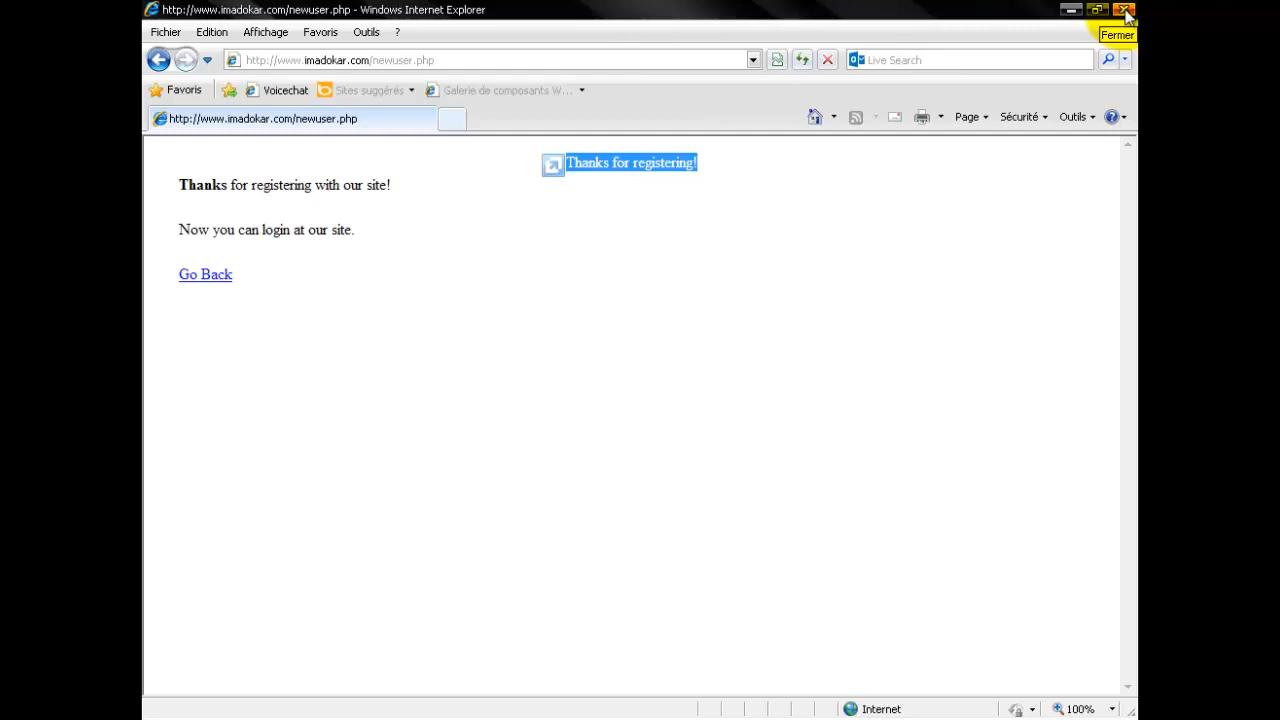 http://www.imadokar.com/newuser.php - Windows Internet Explorer
Fermer
Fichier Edition Affichage Favoris Outils ?
http://www.imadokar.com/newuser.php Live Search
Favoris Voicechat Sites suggérés Galerie de composants W...
http://www.imadokar.com/newuser.php Page Sécurité Outils
Thanks for registering!
Thanks for registering with our site!
Now you can login at our site.
Go Back
Internet 100%